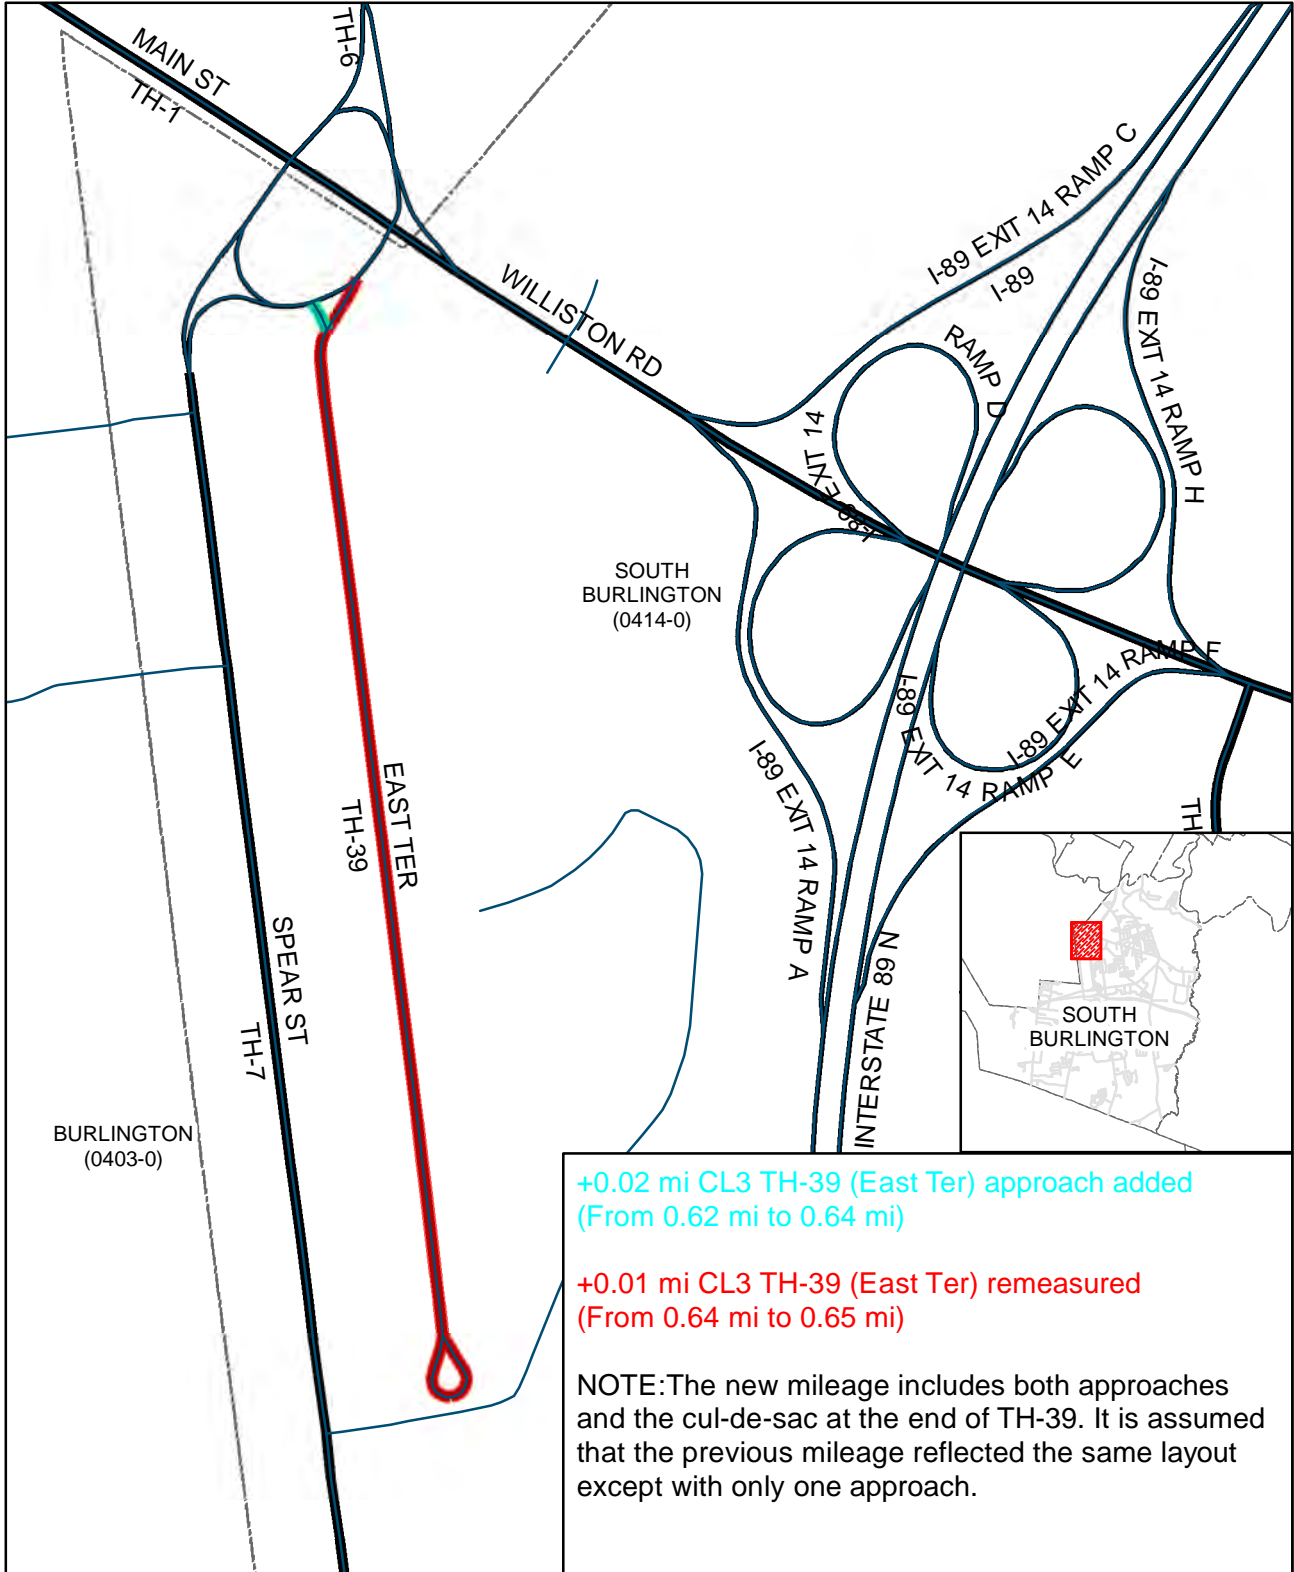 MAIN ST
TH-1
TH-6
WILLISTON RD
I-89 EXIT 14 RAMP C
I-89
I-89 EXIT 14 RAMP H
I-89 EXIT 14
RAMP D
SOUTH
BURLINGTON
(0414-0)
I-89 EXIT 14 RAMP F
I-89 EXIT 14 RAMP E
I-89 EXIT 14 RAMP A
INTERSTATE 89 N
TH
EAST TER
TH-39
SPEAR ST
TH-7
BURLINGTON
(0403-0)
SOUTH
BURLINGTON
+0.02 mi CL3 TH-39 (East Ter) approach added
(From 0.62 mi to 0.64 mi)
+0.01 mi CL3 TH-39 (East Ter) remeasured
(From 0.64 mi to 0.65 mi)
NOTE:The new mileage includes both approaches
and the cul-de-sac at the end of TH-39. It is assumed
that the previous mileage reflected the same layout
except with only one approach.